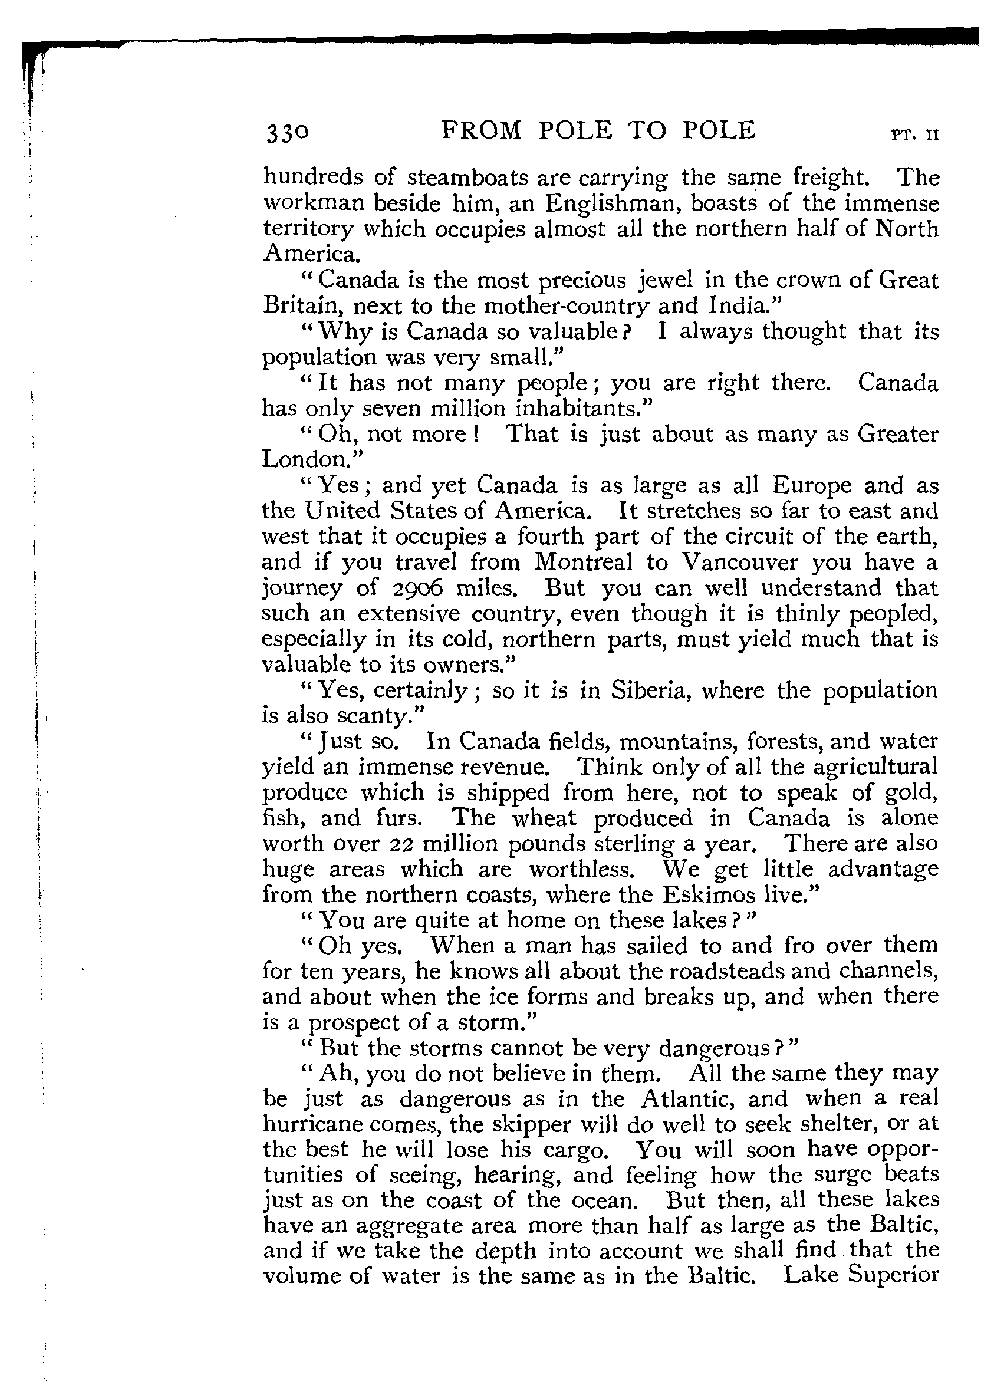 330 FROM POLE TO POLE PT. II
hundreds of steamboats are carrying the same freight. The
workman beside him, an Englishman, boasts of the immense
territory which occupies almost all the northern half of North
America.
“Canada is the most precious jewel in the crown of Great
Britain, next to the mother-country and India.”
“Why is Canada so valuable? I always thought that its
population was very small.”
“It has not many people; you are right there. Canada
has only seven million inhabitants.”
“Oh, not more! That is just about as many as Greater
London.”
“Yes; and yet Canada is as large as all Europe and as
the United States of America. It stretches so far to east and
west that it occupies a fourth part of the circuit of the earth,
and if you travel from Montreal to Vancouver you have a
journey of 2906 miles. But you can well understand that
such an extensive country, even though it is thinly peopled,
especially in its cold, northern parts, must yield much that is
valuable to its owners.”
“Yes, certainly; so it is in Siberia, where the population
is also scanty.”
“Just so. In Canada fields, mountains, forests, and water
yield an immense revenue. Think only of all the agricultural
produce which is shipped from here, not to speak of gold,
fish, and furs. The wheat produced in Canada is alone
worth over 22 million pounds sterling a year. There are also
huge areas which are worthless. We get little advantage
from the northern coasts, where the Eskimos live.”
“You are quite at home on these lakes?”
“Oh yes. When a man has sailed to and fro over them
for ten years, he knows all about the roadsteads and channels,
and about when the ice forms and breaks up, and when there
is a prospect of a storm.”
“But the storms cannot be very dangerous?”
“Ah, you do not believe in them. All the same they may
be just as dangerous as in the Atlantic, and when a real
hurricane comes, the skipper will do well to seek shelter, or at
the best he will lose his cargo. You will soon have oppor-
tunities of seeing, hearing, and feeling how the surge beats
just as on the coast of the ocean. But then, all these lakes
have an aggregate area more than half as large as the Baltic,
and if we take the depth into account we shall find that the
volume of water is the same as in the Baltic. Lake Superior